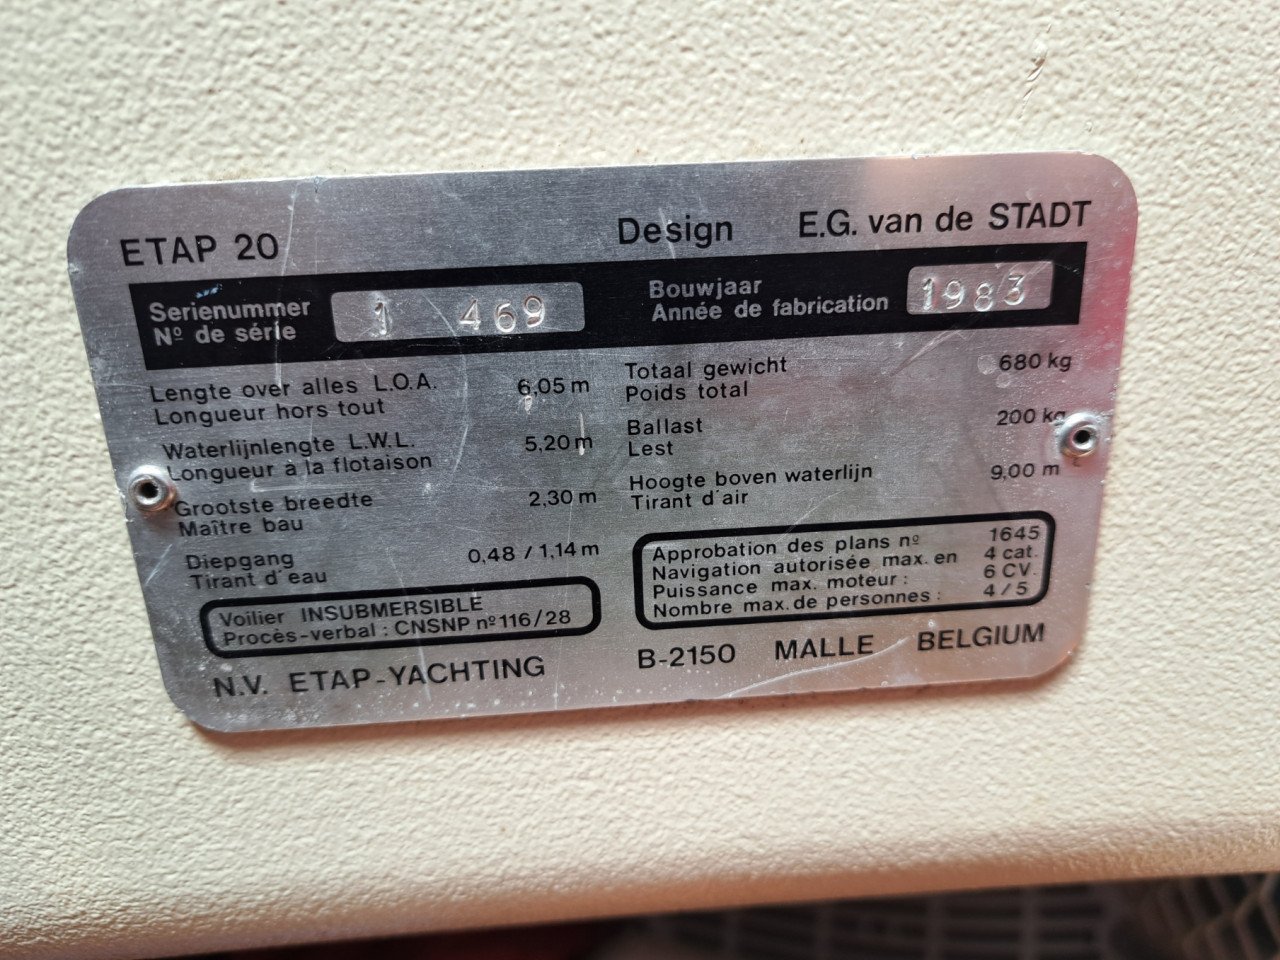 ETAP 20 Design E.G. van de STADT
Serienummer
Nº de série
1 469
Bouwjaar
Année de fabrication
1983
Lengte over alles L.O.A. 6,05 m
Longueur hors tout
Waterlijnlengte L.W.L. 5,20 m
Longueur à la flotaison
Grootste breedte 2,30 m
Maître bau
Diepgang 0,48 / 1,14 m
Tirant d'eau
Totaal gewicht 680 kg
Poids total
Ballast 200 kg
Lest
Hoogte boven waterlijn 9,00 m
Tirant d'air
Voilier INSUBMERSIBLE
Procès-verbal : CNSNP nº 116/28
Approbation des plans nº 1645
Navigation autorisée max. en 4 cat.
Puissance max. moteur : 6 CV.
Nombre max. de personnes : 4 / 5
N.V. ETAP-YACHTING B-2150 MALLE BELGIUM